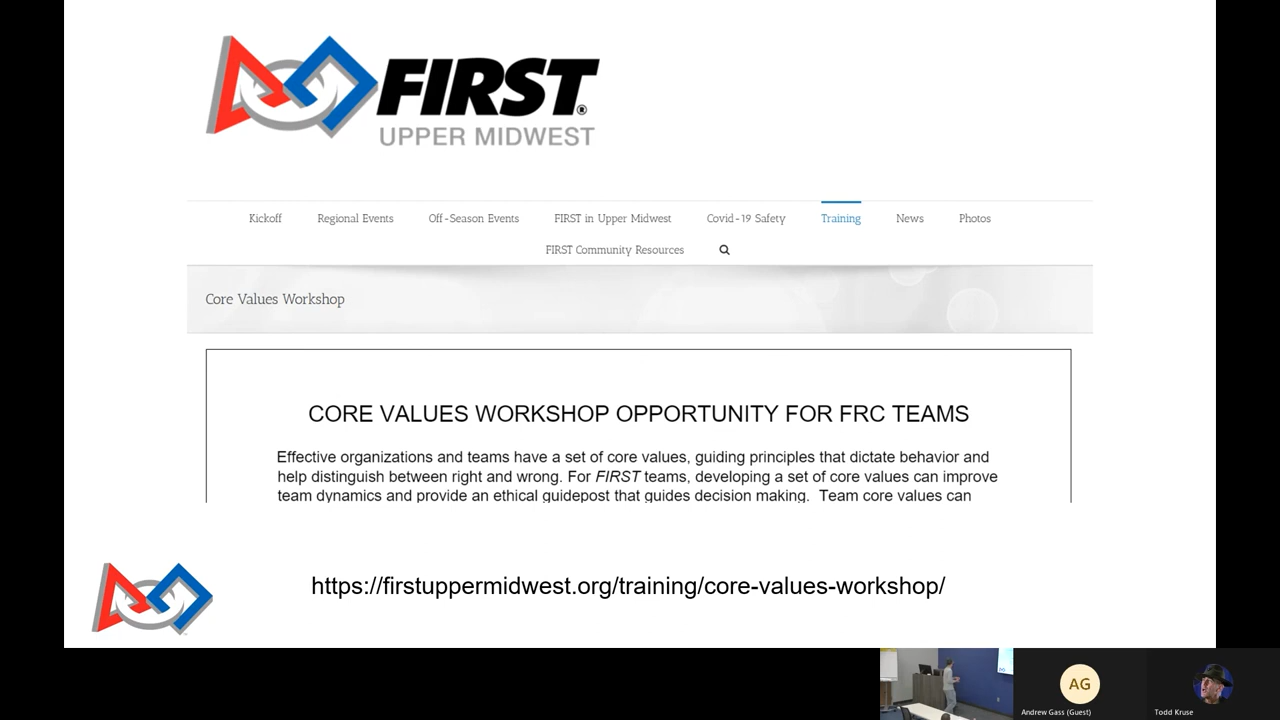 FIRST®
UPPER MIDWEST
Kickoff Regional Events Off-Season Events FIRST in Upper Midwest Covid-19 Safety Training News Photos
FIRST Community Resources
Core Values Workshop
CORE VALUES WORKSHOP OPPORTUNITY FOR FRC TEAMS
Effective organizations and teams have a set of core values, guiding principles that dictate behavior and
help distinguish between right and wrong. For FIRST teams, developing a set of core values can improve
team dynamics and provide an ethical guidepost that guides decision making. Team core values can
https://firstuppermidwest.org/training/core-values-workshop/
AG
Andrew Gass (Guest)
Todd Kruse